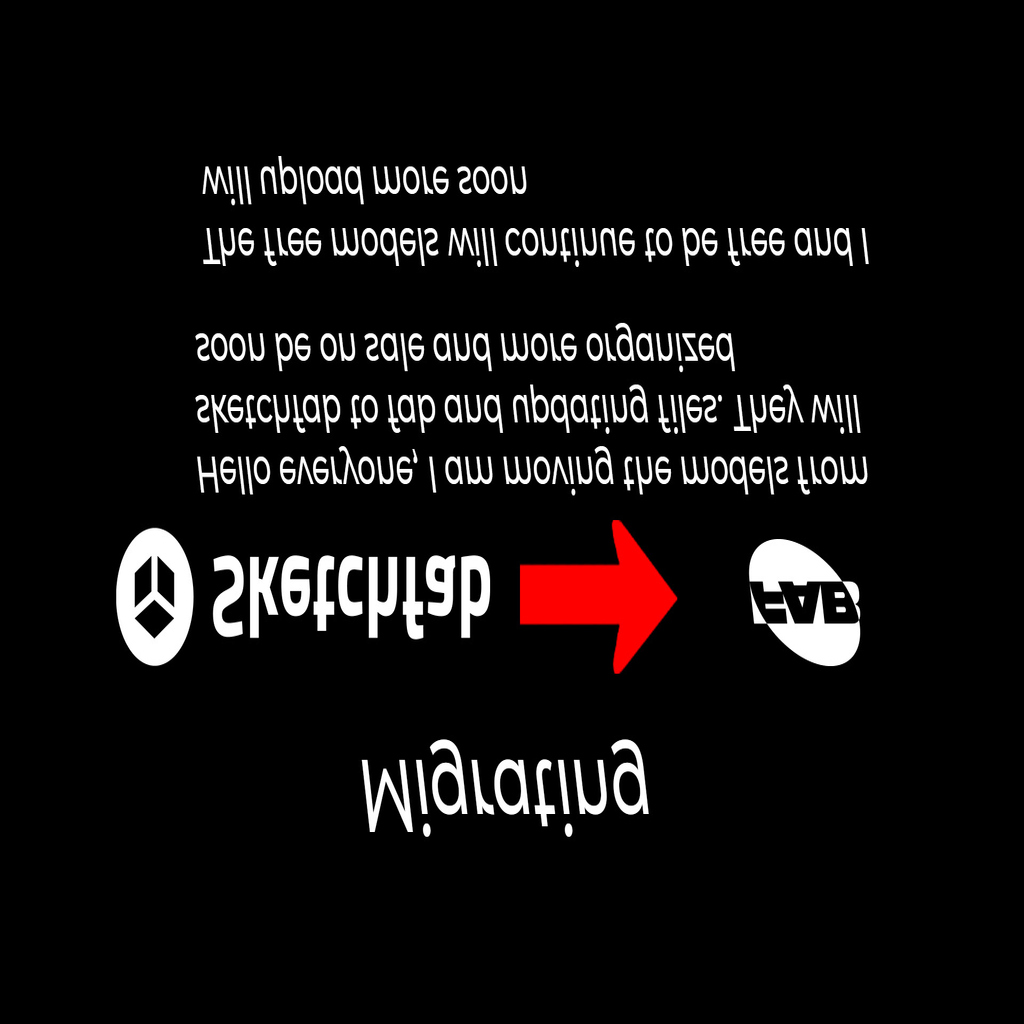 Migrating
Sketchfab FAB
Hello everyone, I am moving the models from
sketchfab to fab and updating files. They will
soon be on sale and more organized
The free models will continue to be free and I
will upload more soon